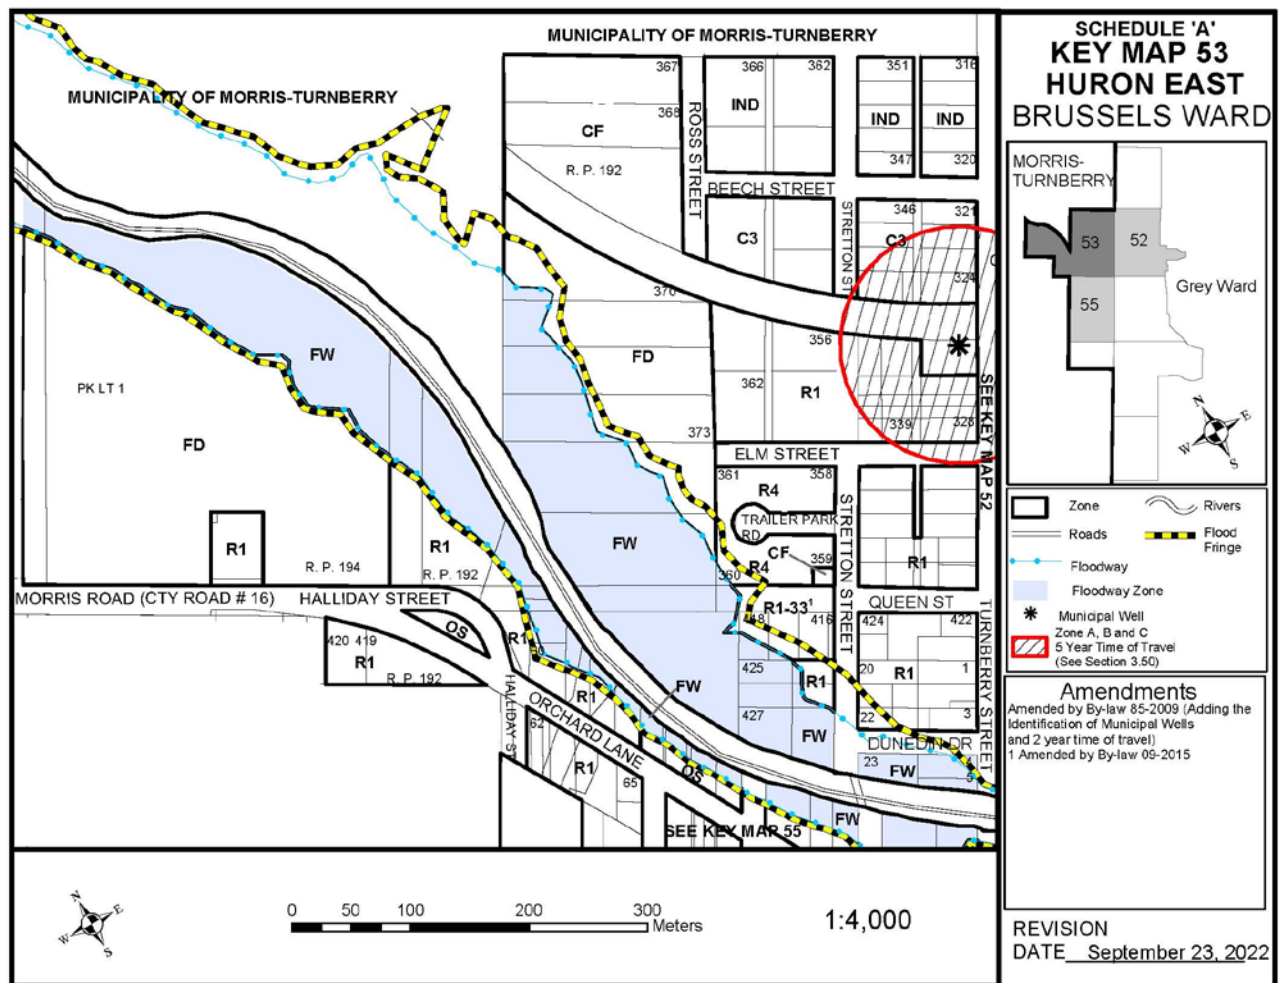 MUNICIPALITY OF MORRIS-TURNBERRY
MUNICIPALITY OF MORRIS-TURNBERRY
367
366
362
351
316
368
CF
IND
IND
IND
R. P. 192
ROSS STREET
347
320
BEECH STREET
STRETTON ST
346
321
C3
C3
324
370
356
FW
FD
362
R1
339
328
PK LT 1
FD
373
ELM STREET
SEE KEY MAP 52
361
358
R4
TRAILER PARK
RD
CF
359
R4
360
STRETTON STREET
R1
R1
R1
FW
R. P. 194
R. P. 192
MORRIS ROAD (CTY ROAD # 16)
HALLIDAY STREET
R1-33¹
418
416
QUEEN ST
424
422
TURNBERRY STREET
OS
R1
60
420
419
R1
R. P. 192
425
R1
20
R1
1
HALLIDAY ST
ORCHARD LANE
R1
FW
427
FW
22
3
62
DUNEDIN DR
R1
65
OS
23
FW
5
FW
SEE KEY MAP 55
N
E
W
S
0
50
100
200
300
Meters
1:4,000
SCHEDULE 'A'
KEY MAP 53
HURON EAST
BRUSSELS WARD
MORRIS-
TURNBERRY
53
52
55
Grey Ward
N
E
W
S
Zone
Rivers
Roads
Flood
Fringe
Floodway
Floodway Zone
Municipal Well
Zone A, B and C
5 Year Time of Travel
(See Section 3.50)
Amendments
Amended by By-law 85-2009 (Adding the
Identification of Municipal Wells
and 2 year time of travel)
1 Amended by By-law 09-2015
REVISION
DATE September 23, 2022